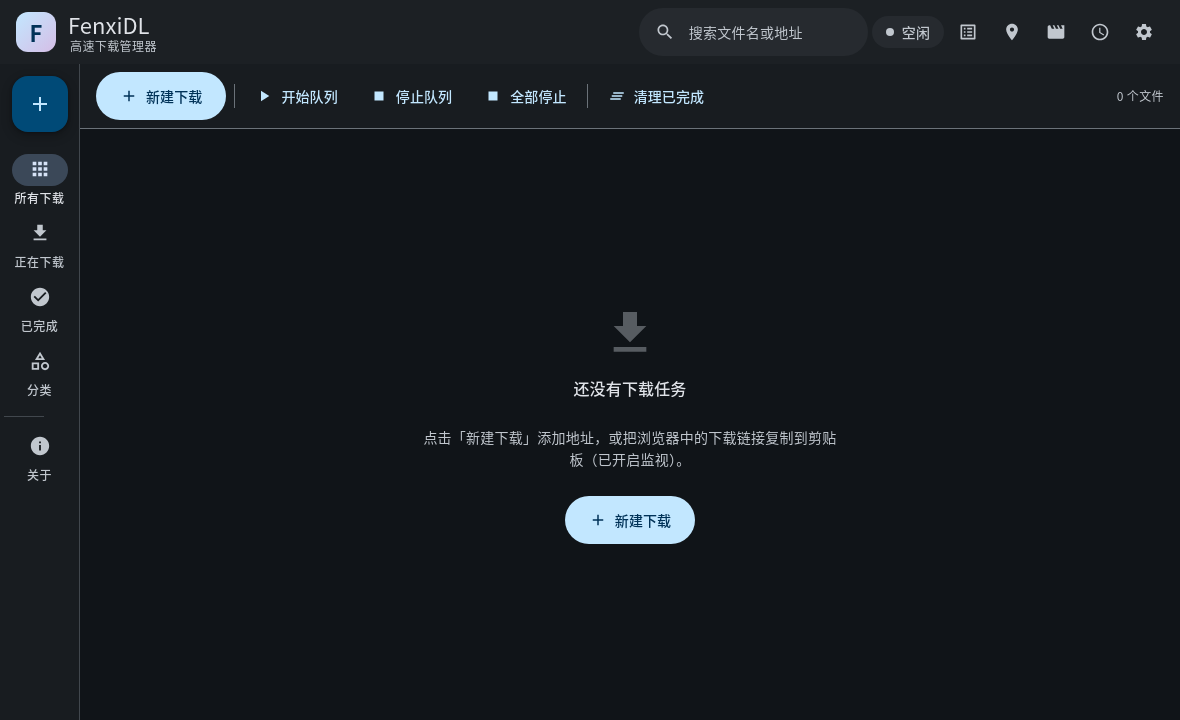 F
FenxiDL
高速下载管理器
搜索文件名或地址
空闲
新建下载
开始队列
停止队列
全部停止
清理已完成
0 个文件
所有下载
正在下载
已完成
分类
关于
还没有下载任务
点击「新建下载」添加地址，或把浏览器中的下载链接复制到剪贴
板（已开启监视）。
新建下载